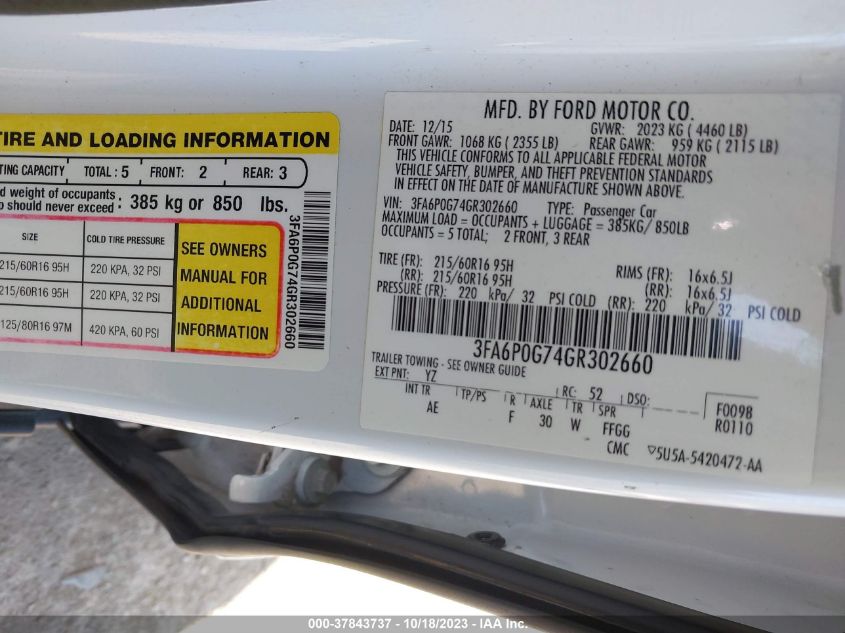 TIRE AND LOADING INFORMATION
TING CAPACITY TOTAL : 5 FRONT: 2 REAR: 3
d weight of occupants
o should never exceed : 385 kg or 850 lbs.
SIZE COLD TIRE PRESSURE
215/60R16 95H 220 KPA, 32 PSI
215/60R16 95H 220 KPA, 32 PSI
125/80R16 97M 420 KPA, 60 PSI
SEE OWNERS
MANUAL FOR
ADDITIONAL
INFORMATION
3FA6P0G74GR302660
MFD. BY FORD MOTOR CO.
DATE: 12/15 GVWR: 2023 KG ( 4460 LB)
FRONT GAWR: 1068 KG ( 2355 LB) REAR GAWR: 959 KG ( 2115 LB)
THIS VEHICLE CONFORMS TO ALL APPLICABLE FEDERAL MOTOR
VEHICLE SAFETY, BUMPER, AND THEFT PREVENTION STANDARDS
IN EFFECT ON THE DATE OF MANUFACTURE SHOWN ABOVE.
VIN: 3FA6P0G74GR302660 TYPE: Passenger Car
MAXIMUM LOAD = OCCUPANTS + LUGGAGE = 385KG/ 850LB
OCCUPANTS = 5 TOTAL; 2 FRONT, 3 REAR
TIRE (FR): 215/60R16 95H RIMS (FR): 16x6.5J
(RR): 215/60R16 95H (RR): 16x6.5J
PRESSURE (FR): 220 kPa/ 32 PSI COLD (RR): 220 kPa/ 32 PSI COLD
3FA6P0G74GR302660
TRAILER TOWING - SEE OWNER GUIDE
EXT PNT: YZ RC: 52 DSO:
INT TR TP/PS R AXLE TR SPR F0098
AE F 30 W FFGG R0110
CMC ▽5U5A-5420472-AA
000-37843737 - 10/18/2023 - IAA Inc.